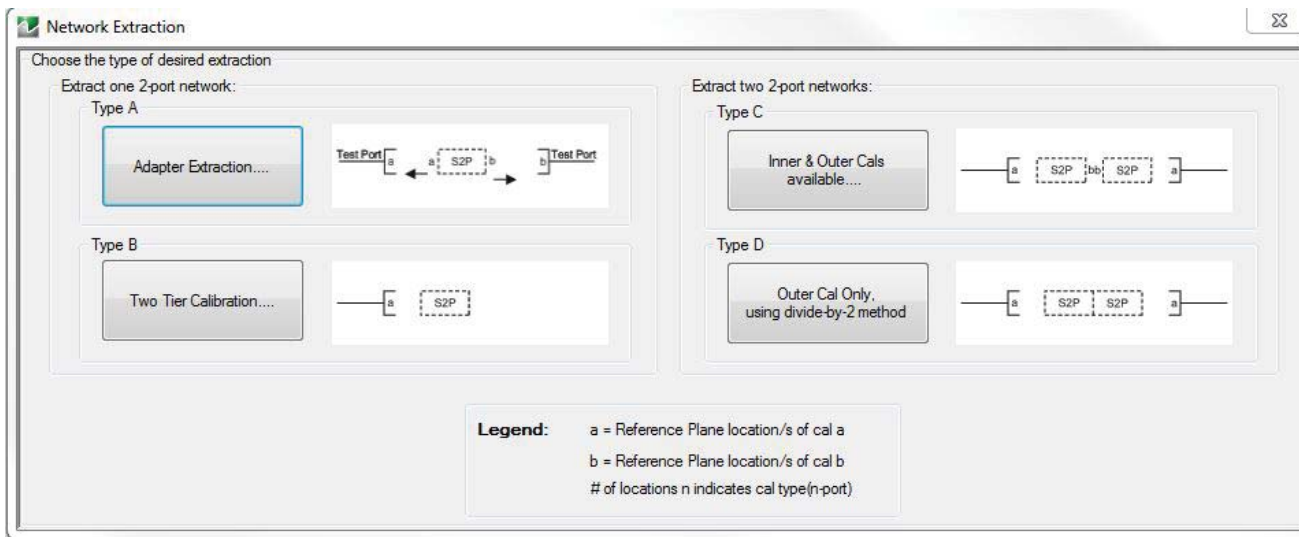 Network Extraction
Choose the type of desired extraction
Extract one 2-port network:
Type A
Adapter Extraction....
Test Port a a S2P b b Test Port
Type B
Two Tier Calibration....
a S2P
Extract two 2-port networks:
Type C
Inner & Outer Cals
available....
a S2P bb S2P a
Type D
Outer Cal Only,
using divide-by-2 method
a S2P S2P a
Legend: a = Reference Plane location/s of cal a
b = Reference Plane location/s of cal b
# of locations n indicates cal type(n-port)